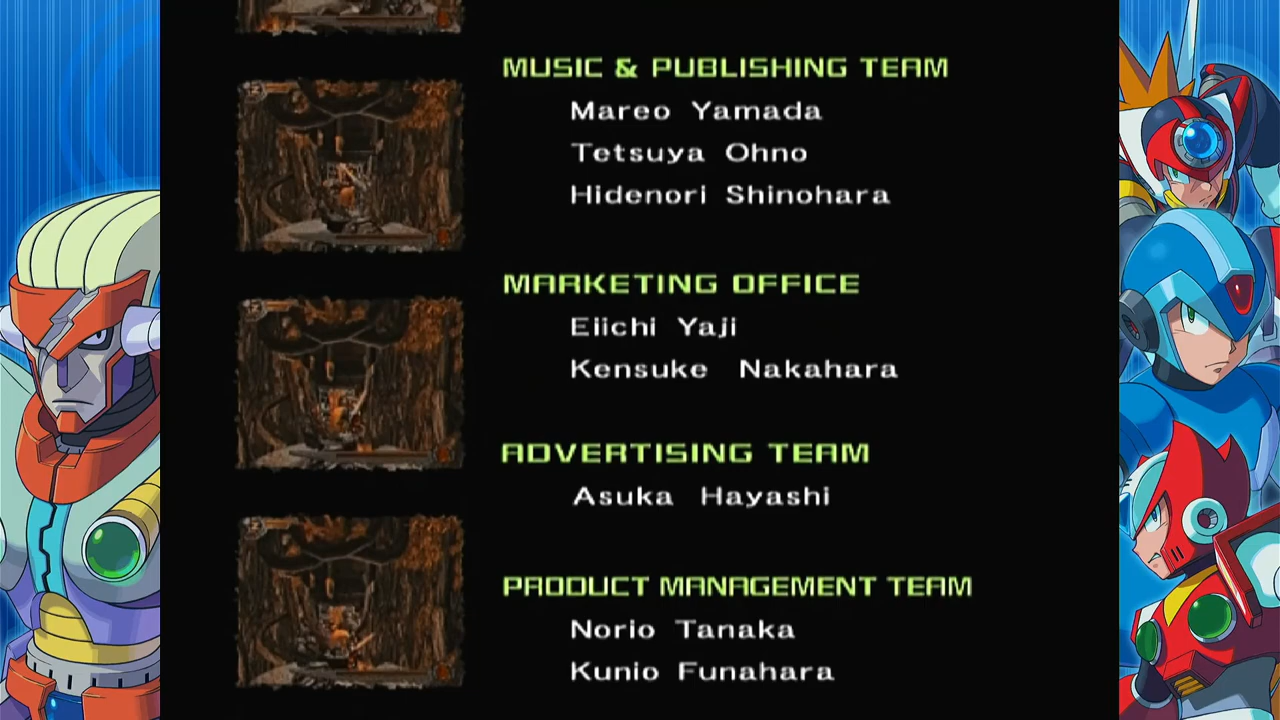 MUSIC & PUBLISHING TEAM
Mareo Yamada
Tetsuya Ohno
Hidenori Shinohara
MARKETING OFFICE
Eiichi Yaji
Kensuke Nakahara
ADVERTISING TEAM
Asuka Hayashi
PRODUCT MANAGEMENT TEAM
Norio Tanaka
Kunio Funahara